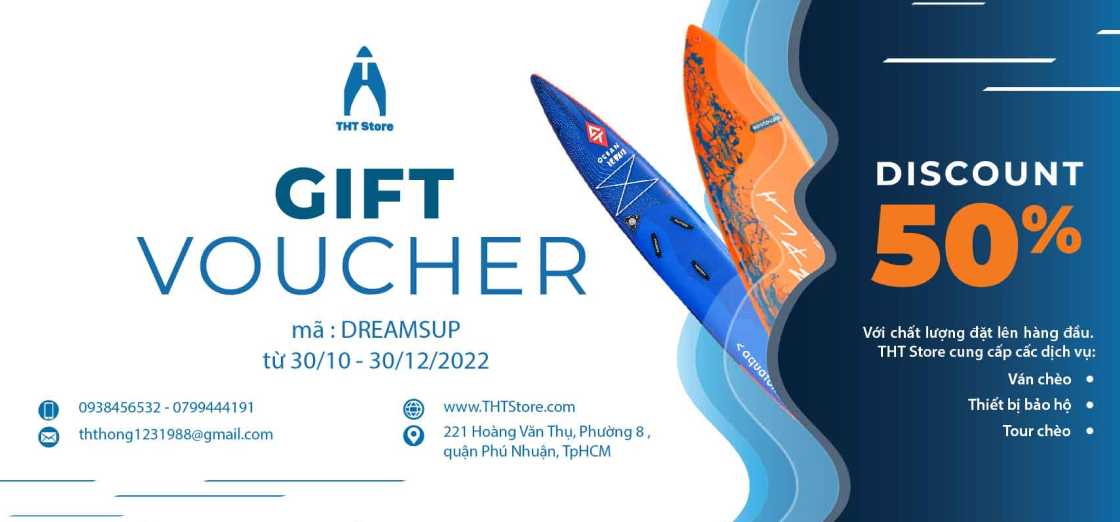 THT Store
GIFT
VOUCHER
mã : DREAMSUP
từ 30/10 - 30/12/2022
0938456532 - 0799444191
ththong1231988@gmail.com
www.THTStore.com
221 Hoàng Văn Thụ, Phường 8 ,
quận Phú Nhuận, TpHCM
OCEAN
DISCOUNT
50%
Với chất lượng đặt lên hàng đầu.
THT Store cung cấp cấc dịch vụ:
Ván chèo
Thiết bị bảo hộ
Tour chèo